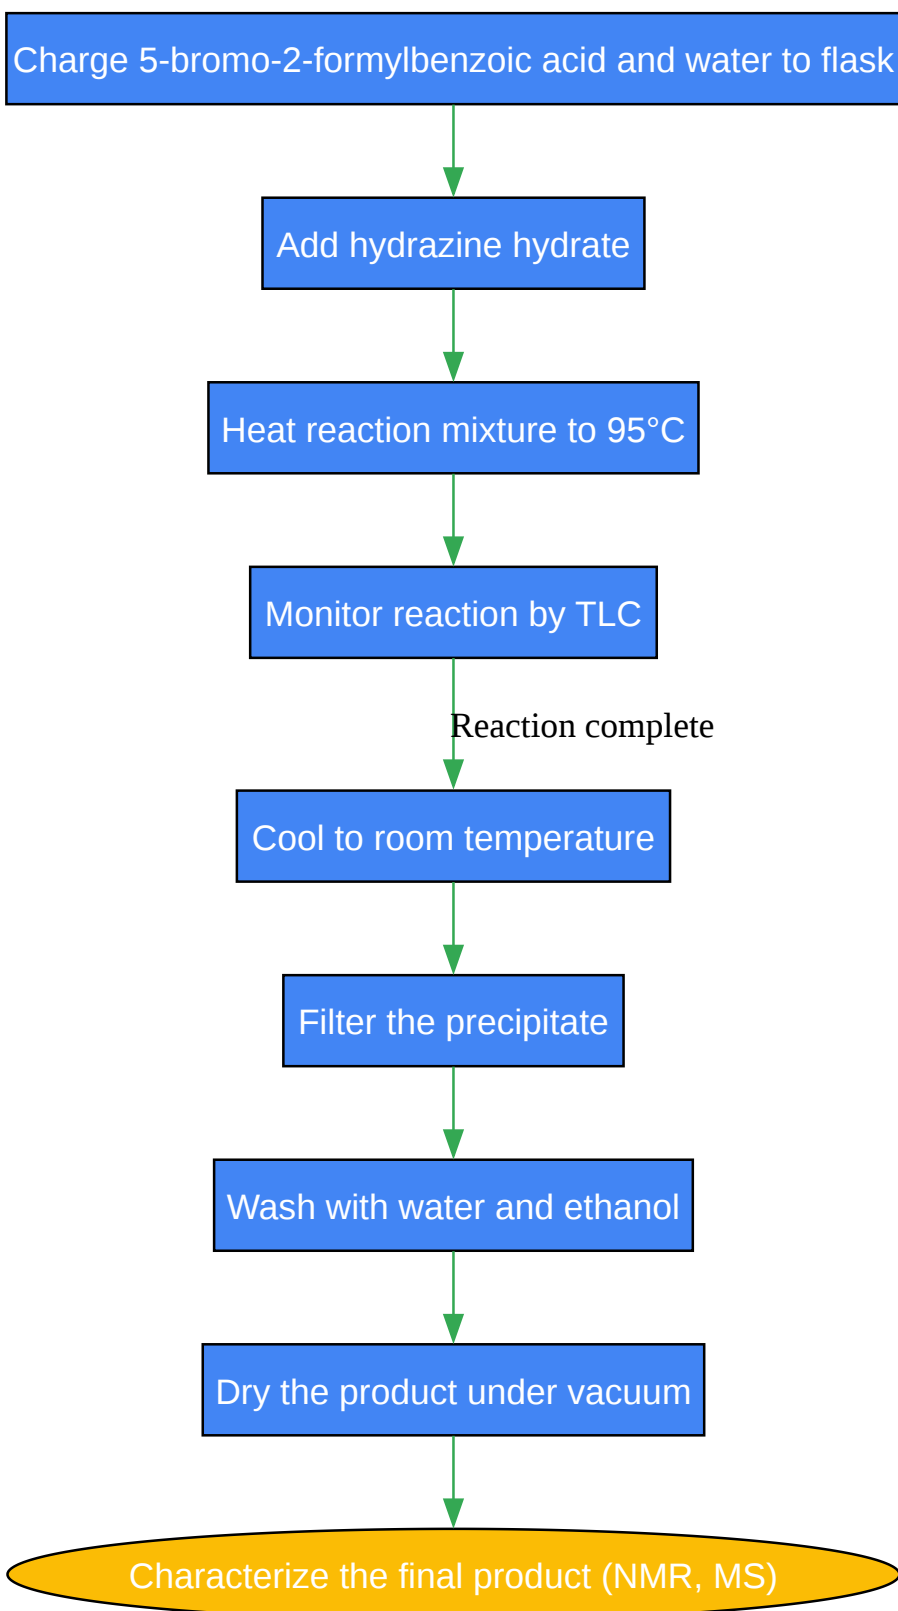 Charge 5-bromo-2-formylbenzoic acid and water to flask
Add hydrazine hydrate
Heat reaction mixture to 95°C
Monitor reaction by TLC
Reaction complete
Cool to room temperature
Filter the precipitate
Wash with water and ethanol
Dry the product under vacuum
Characterize the final product (NMR, MS)